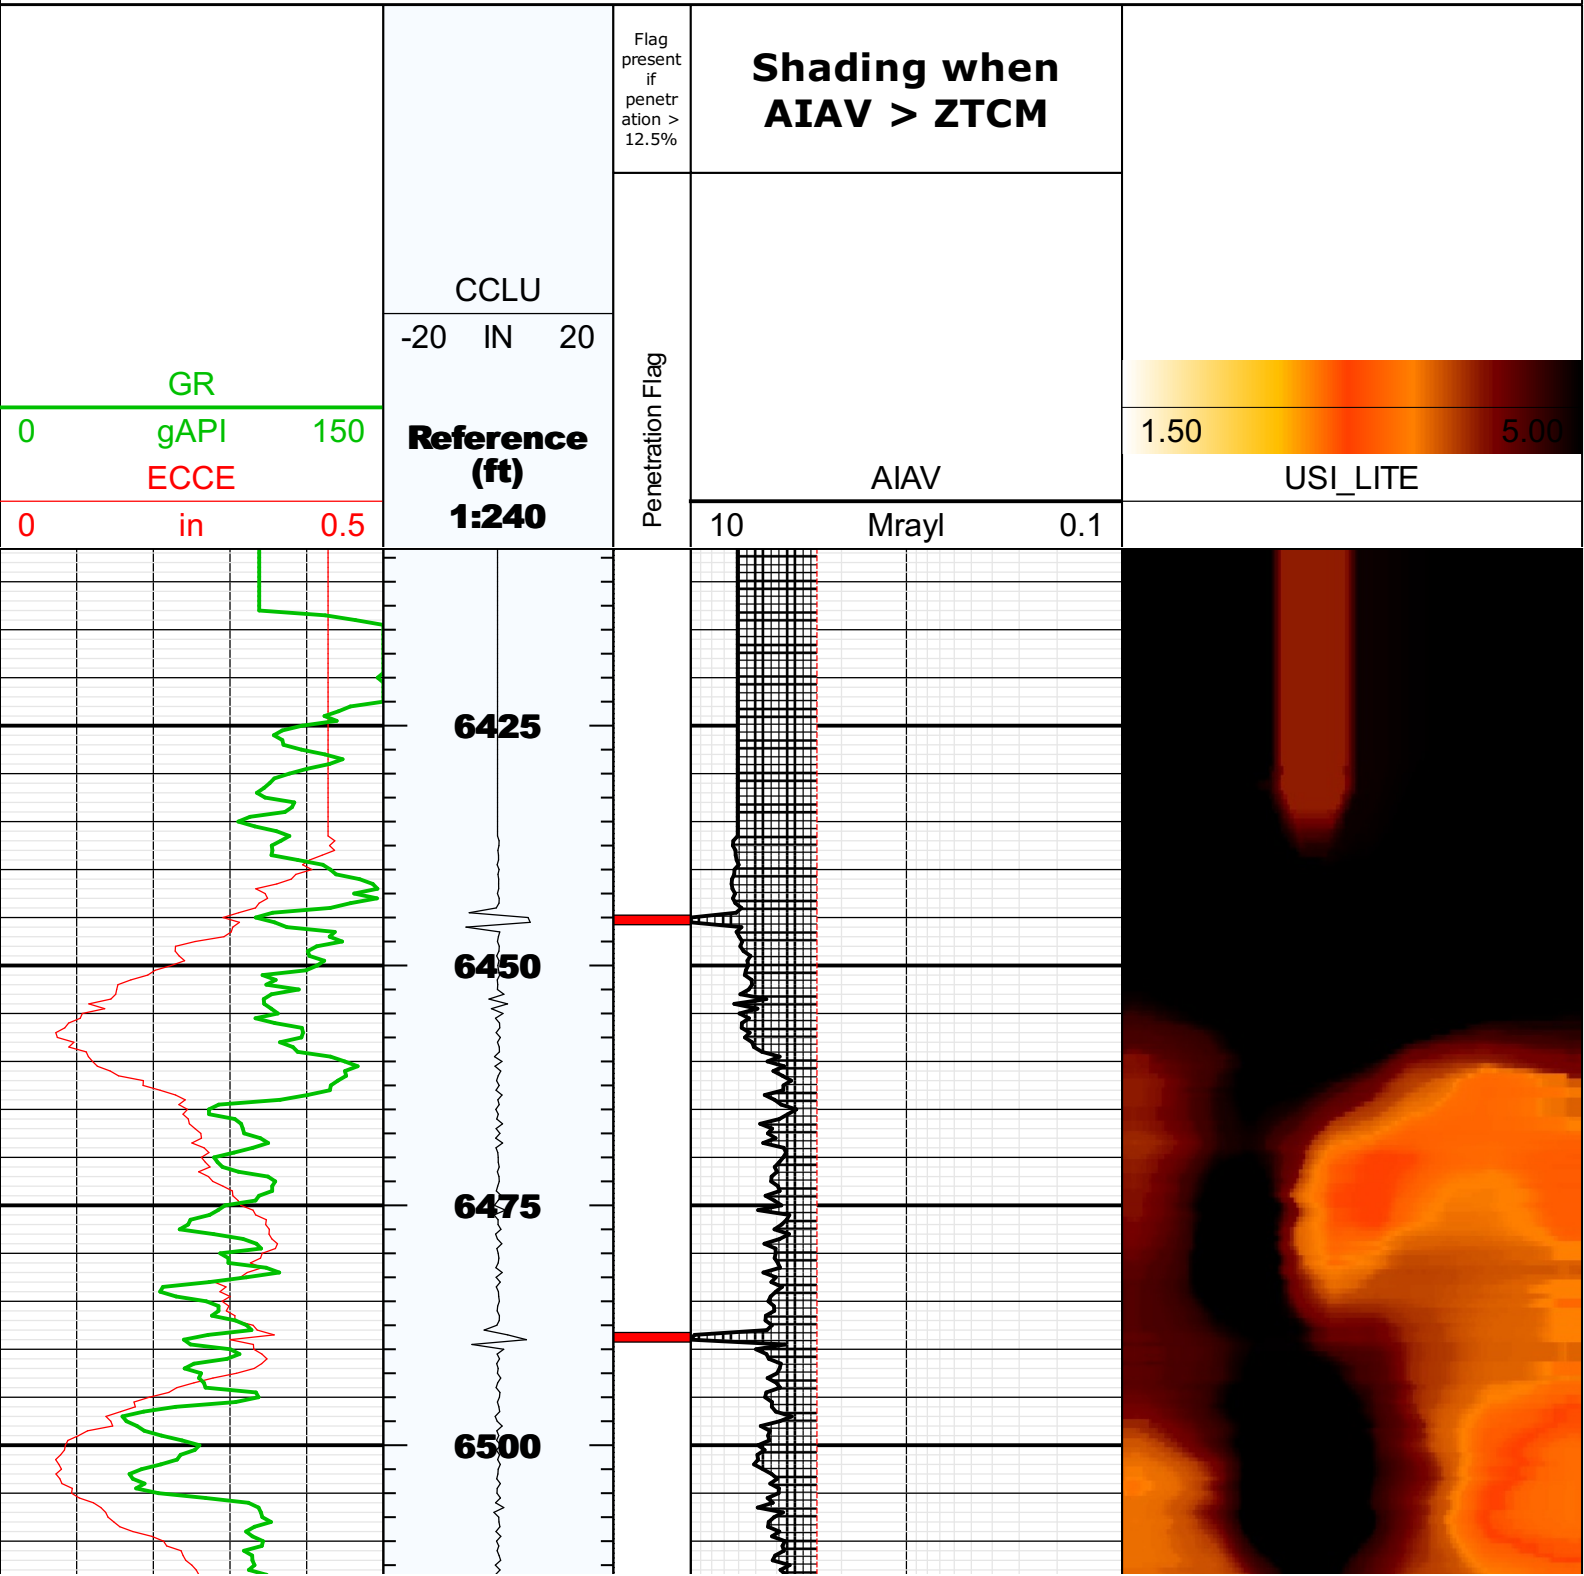 Flag
present
if
penetr
ation >
12.5%
Shading when
AIAV > ZTCM
CCLU
-20 IN 20
GR
0 gAPI 150
ECCE
0 in 0.5
Reference
(ft)
1:240
Penetration Flag
AIAV
10 Mrayl 0.1
1.50 5.00
USI_LITE
6425
6450
6475
6500